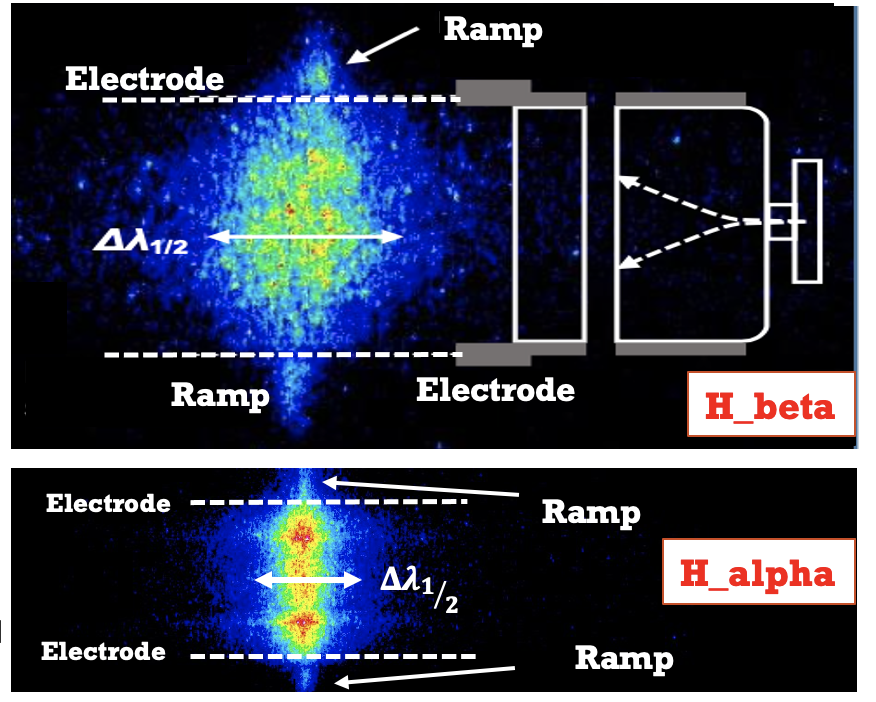 Ramp
Electrode
Δλ1/2
Ramp
Electrode
H_beta
Electrode
Ramp
H_alpha
Δλ1/2
Electrode
Ramp